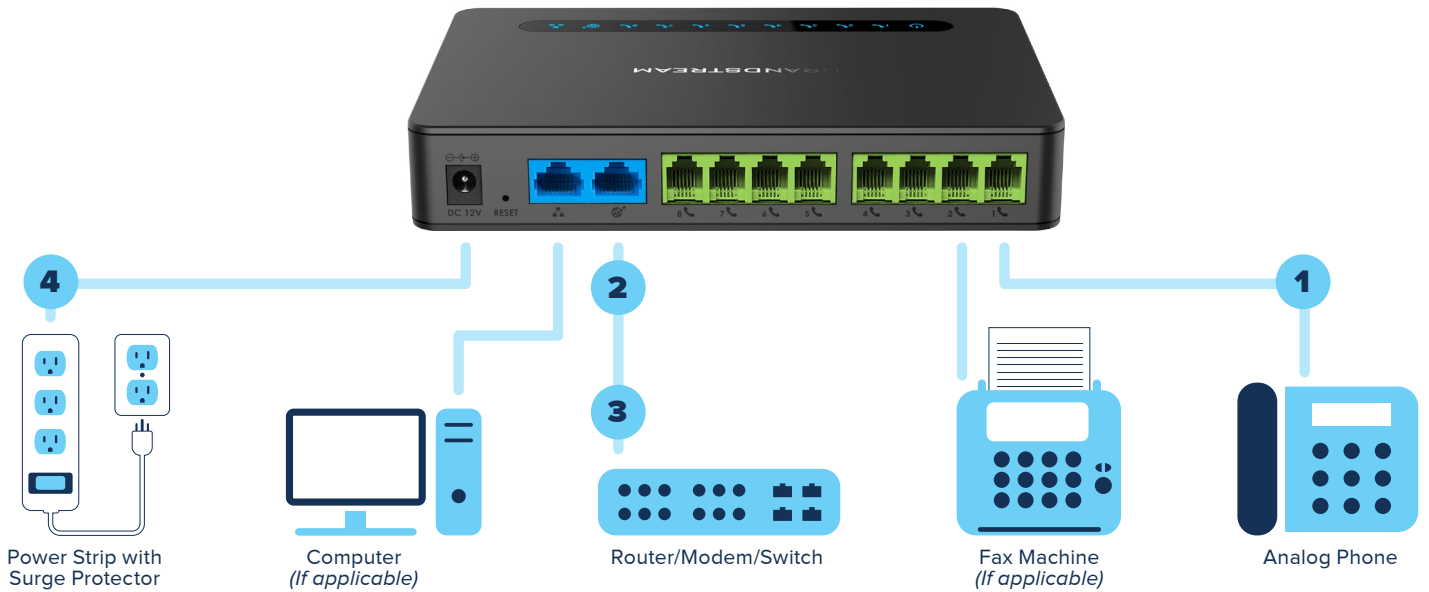 GRANDSTREAM
DC 12V
RESET
8
7
6
5
4
3
2
1
4
2
1
3
Power Strip with
Surge Protector
Computer
(If applicable)
Router/Modem/Switch
Fax Machine
(If applicable)
Analog Phone